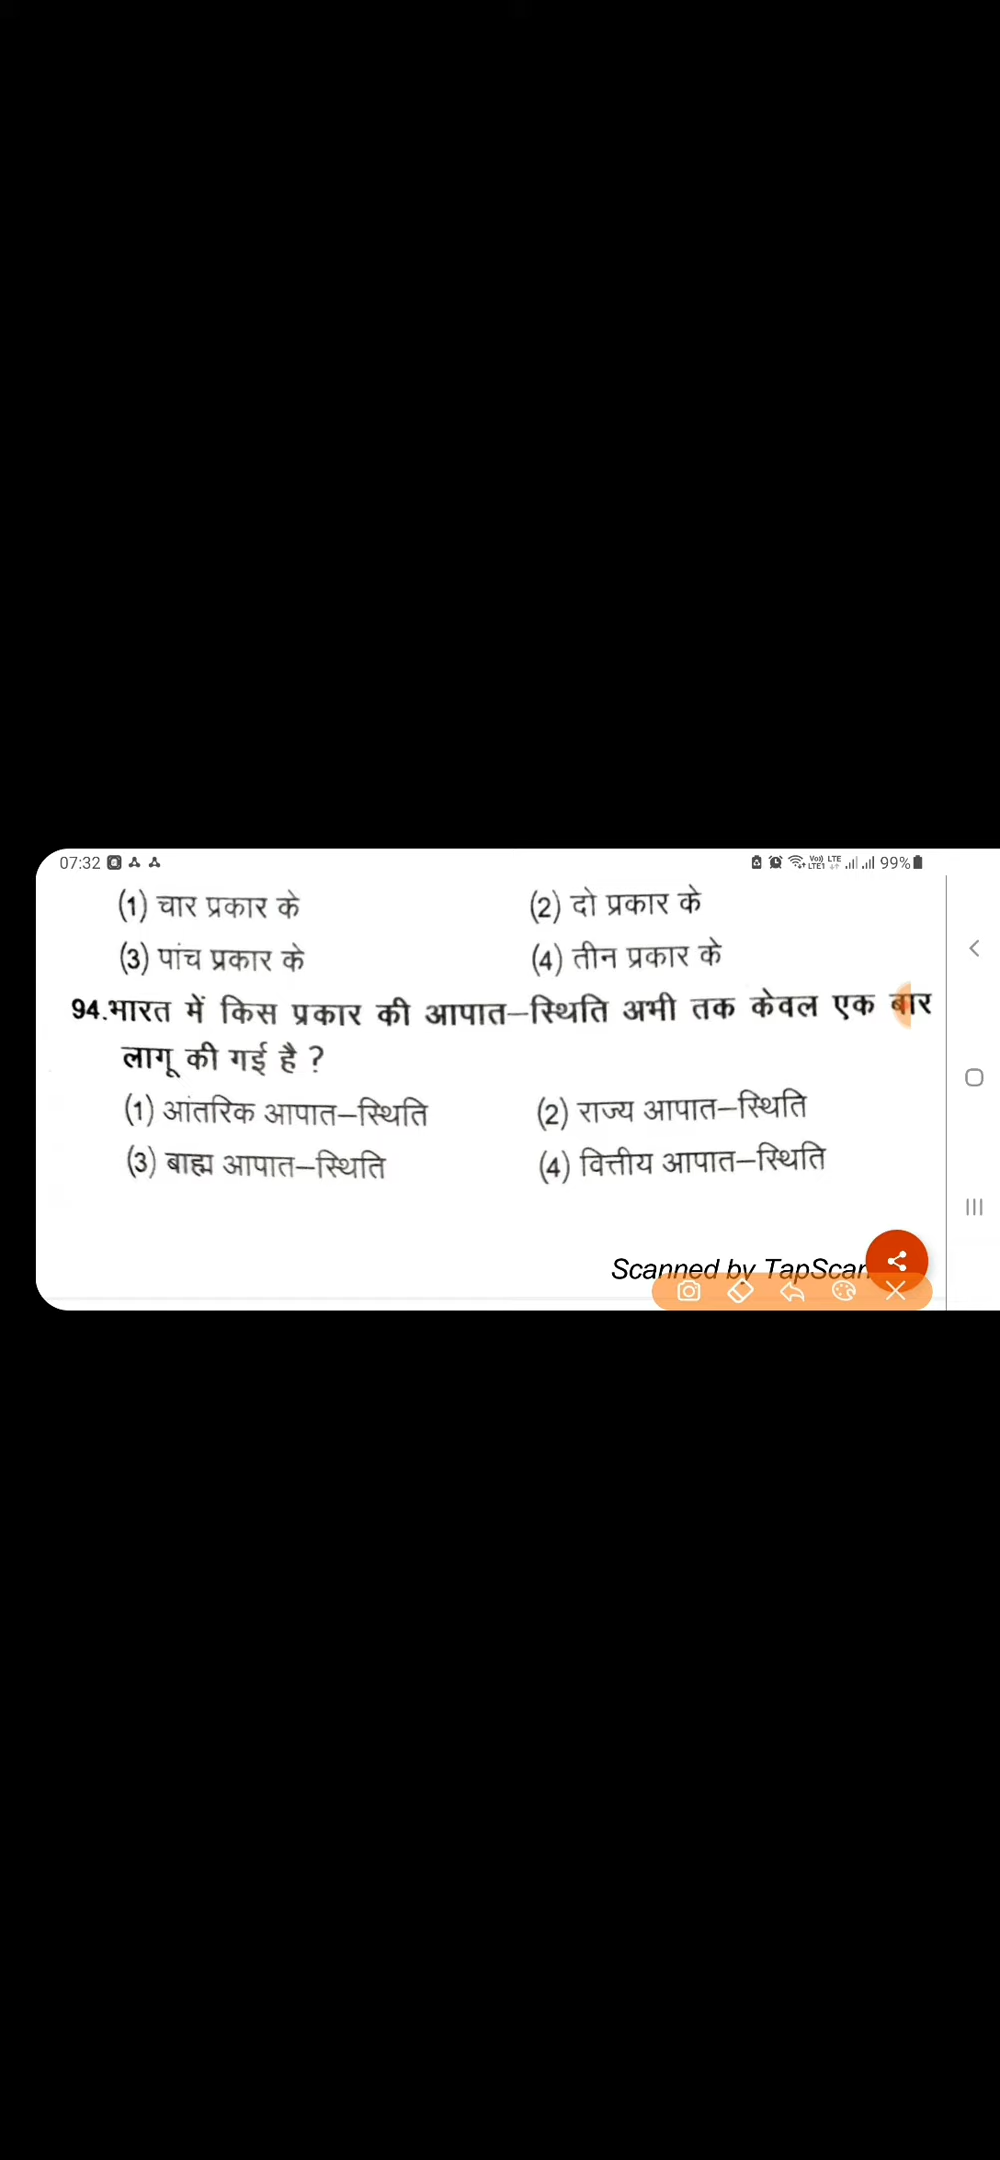 07:32 99%
(1) चार प्रकार के (2) दो प्रकार के
(3) पांच प्रकार के (4) तीन प्रकार के
94.भारत में किस प्रकार की आपात–स्थिति अभी तक केवल एक बार
लागू की गई है ?
(1) आंतरिक आपात–स्थिति (2) राज्य आपात–स्थिति
(3) बाह्म आपात–स्थिति (4) वित्तीय आपात–स्थिति
Scanned by TapScan